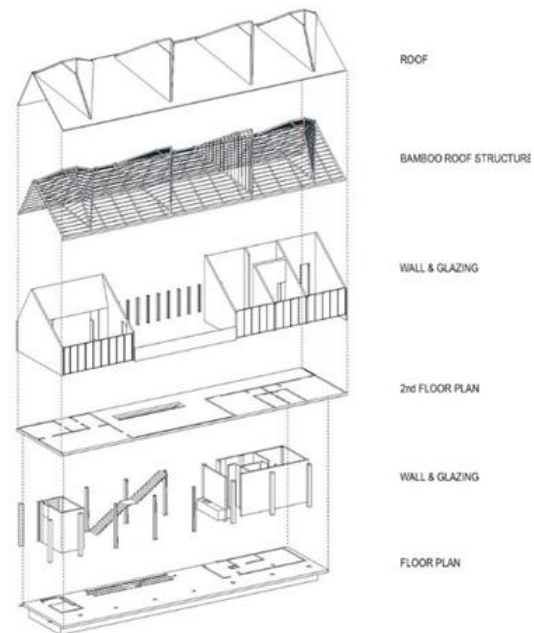 ROOF
BAMBOO ROOF STRUCTURE
WALL & GLAZING
2nd FLOOR PLAN
WALL & GLAZING
FLOOR PLAN